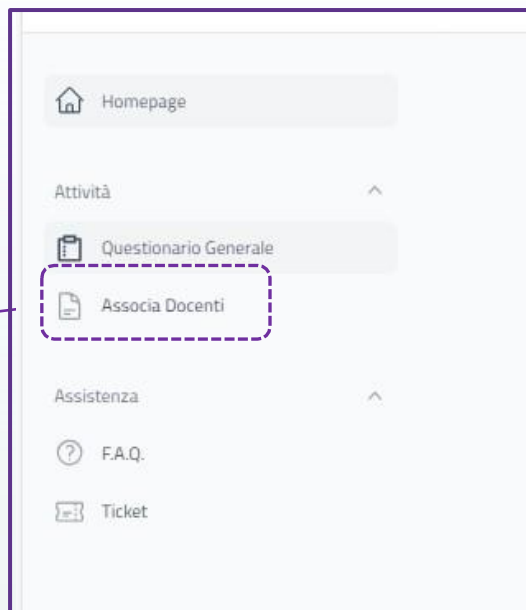 Homepage
Attività
Questionario Generale
Associa Docenti
Assistenza
F.A.Q.
Ticket